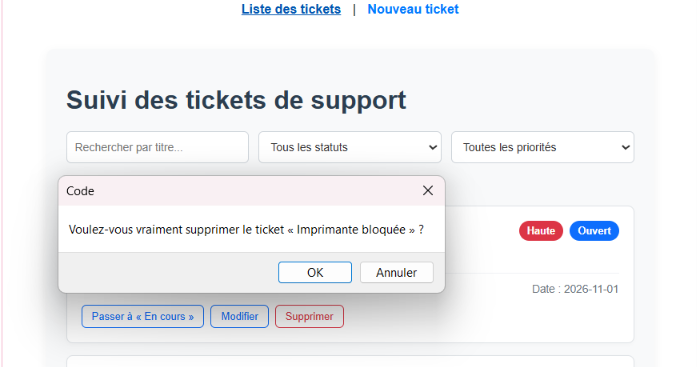 Liste des tickets | Nouveau ticket
Suivi des tickets de support
Rechercher par titre... Tous les statuts Toutes les priorités
Code
Voulez-vous vraiment supprimer le ticket « Imprimante bloquée » ?
OK Annuler
Haute Ouvert
Date : 2026-11-01
Passer à « En cours » Modifier Supprimer